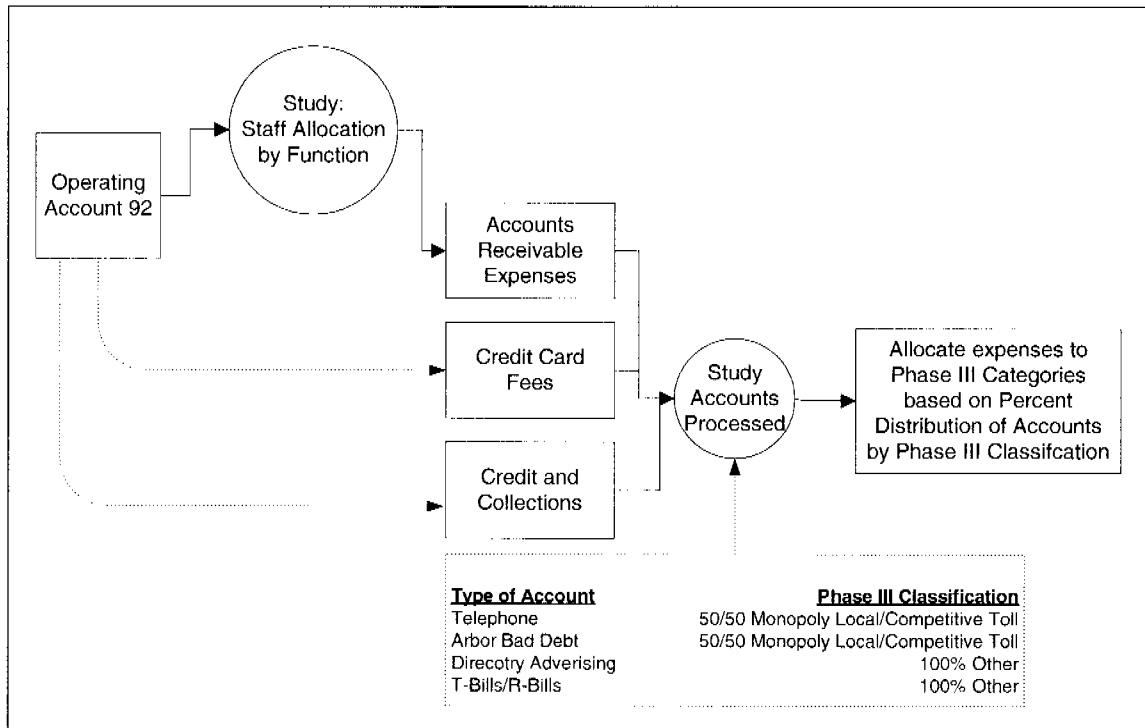 Study:
Staff Allocation
by Function
Operating
Account 92
Accounts
Receivable
Expenses
Credit Card
Fees
Credit and
Collections
Study
Accounts
Processed
Allocate expenses to
Phase III Categories
based on Percent
Distribution of Accounts
by Phase III Classifcation
Type of Account Phase III Classification
Telephone 50/50 Monopoly Local/Competitive Toll
Arbor Bad Debt 50/50 Monopoly Local/Competitive Toll
Direcotry Adverising 100% Other
T-Bills/R-Bills 100% Other